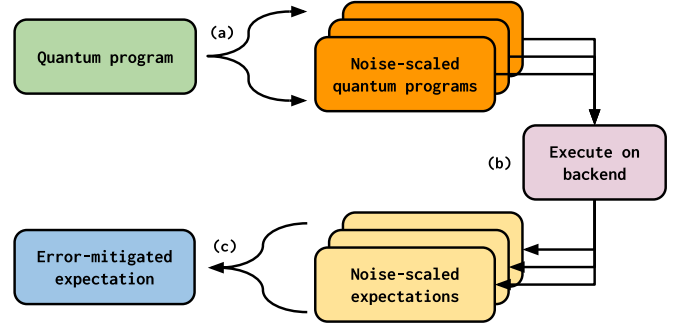 Quantum program
(a)
Noise-scaled
quantum programs
(b)
Execute on
backend
Error-mitigated
expectation
(c)
Noise-scaled
expectations